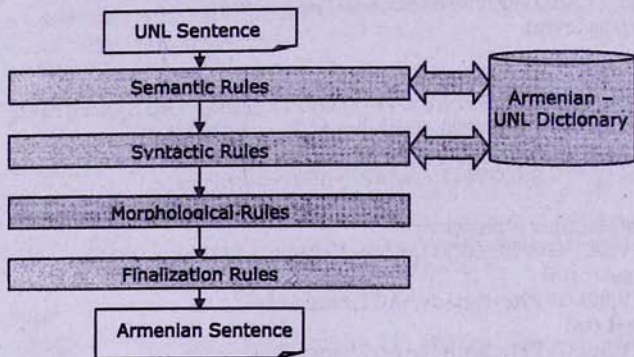 UNL Sentence
Semantic Rules
Armenian –
UNL Dictionary
Syntactic Rules
Morphological Rules
Finalization Rules
Armenian Sentence